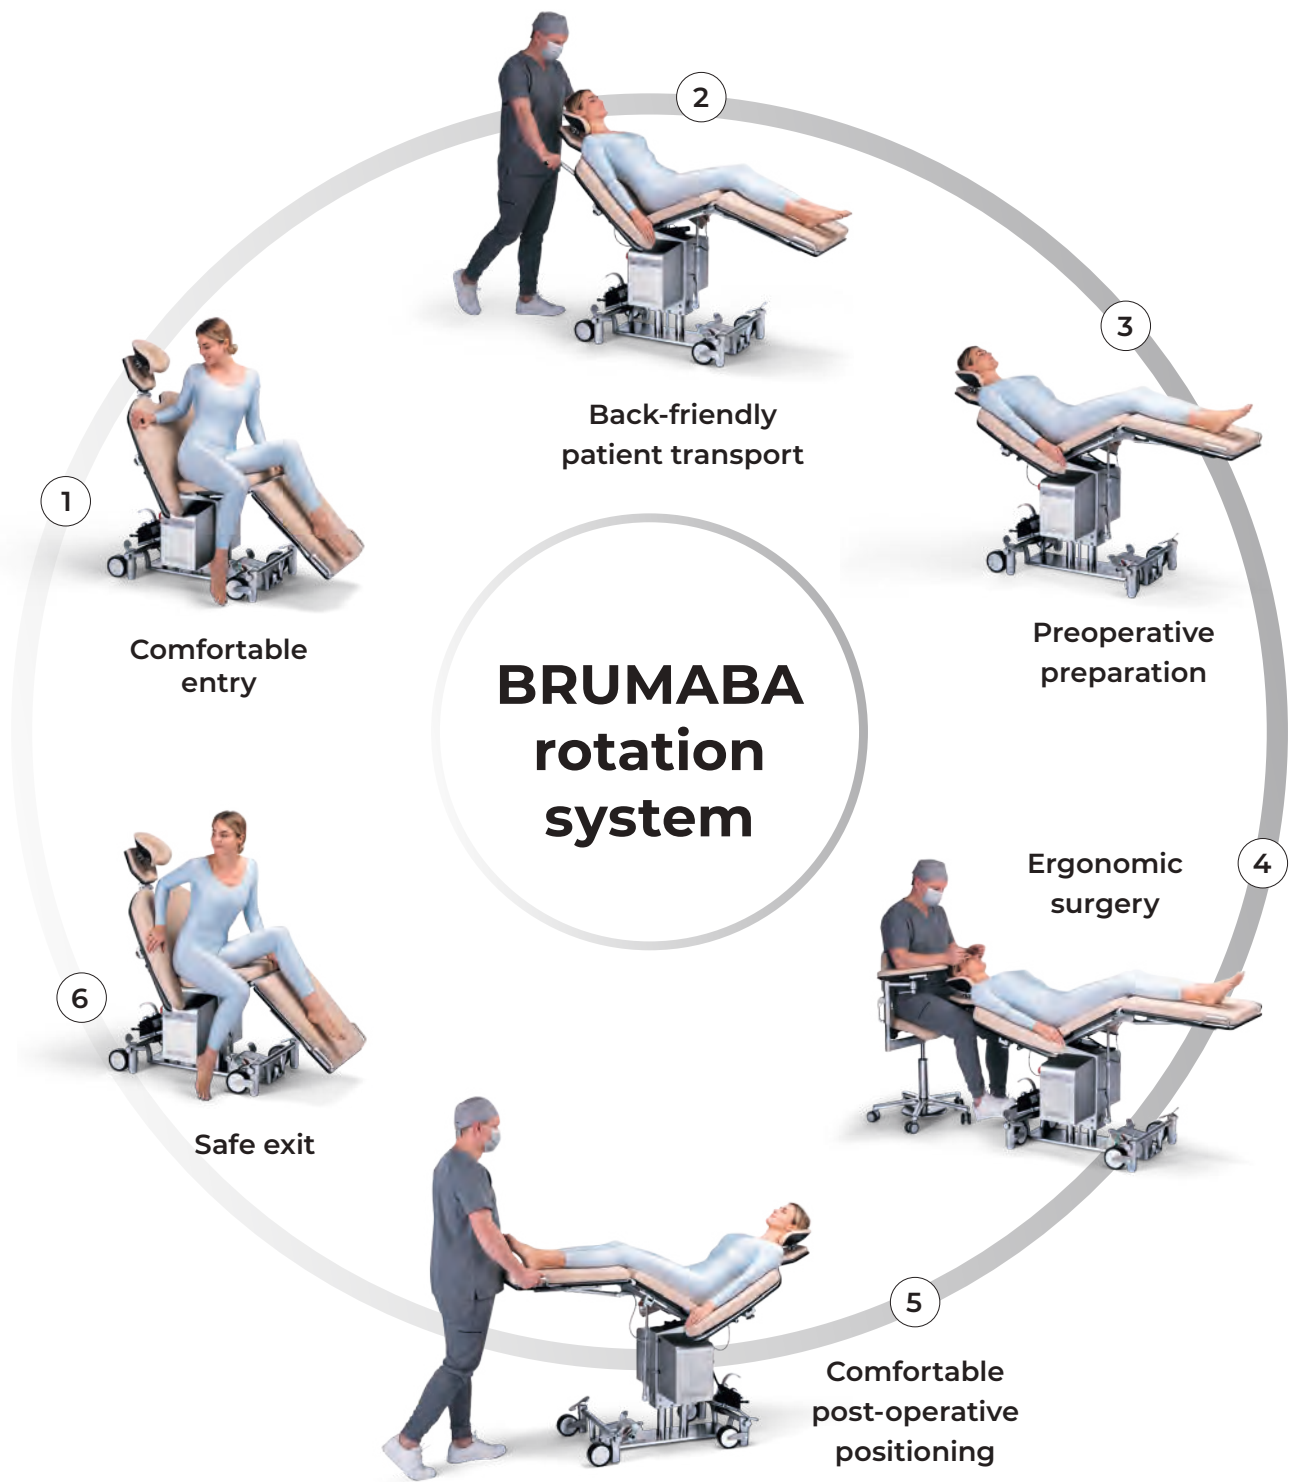 BRUMABA
rotation
system
1
Comfortable
entry
2
Back-friendly
patient transport
3
Preoperative
preparation
4
Ergonomic
surgery
5
Comfortable
post-operative
positioning
6
Safe exit